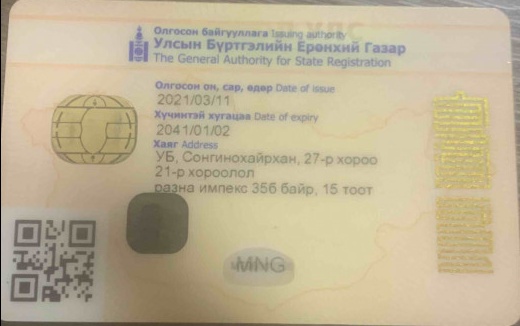 Олгосон байгууллага Issuing authority
Улсын Бүртгэлийн Ерөнхий Газар
The General Authority for State Registration
Олгосон он, сар, өдөр Date of issue
2021/03/11
Хүчинтэй хугацаа Date of expiry
2041/01/02
Хаяг Address
УБ, Сонгинохайрхан, 27-р хороо
21-р хороолол
разна импекс 35б байр, 15 тоот
MNG